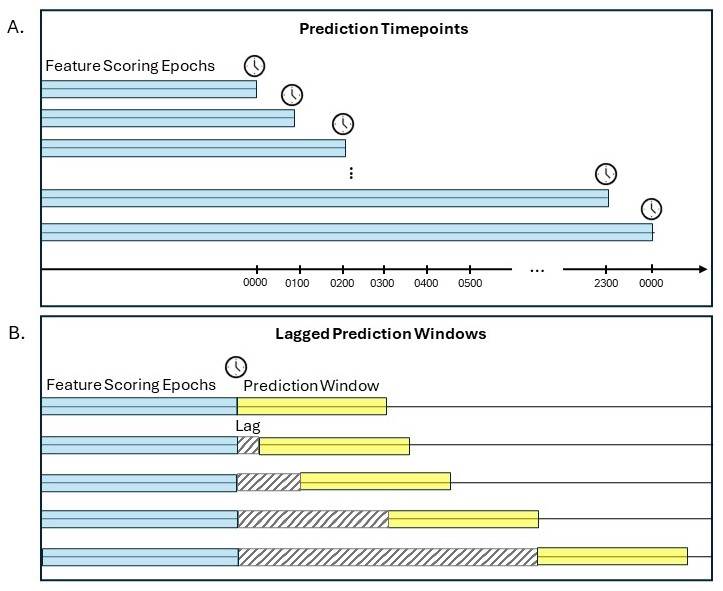 A.
Prediction Timepoints
Feature Scoring Epochs
⋮
...
0000 0100 0200 0300 0400 0500 2300 0000
B.
Lagged Prediction Windows
Feature Scoring Epochs Prediction Window
Lag